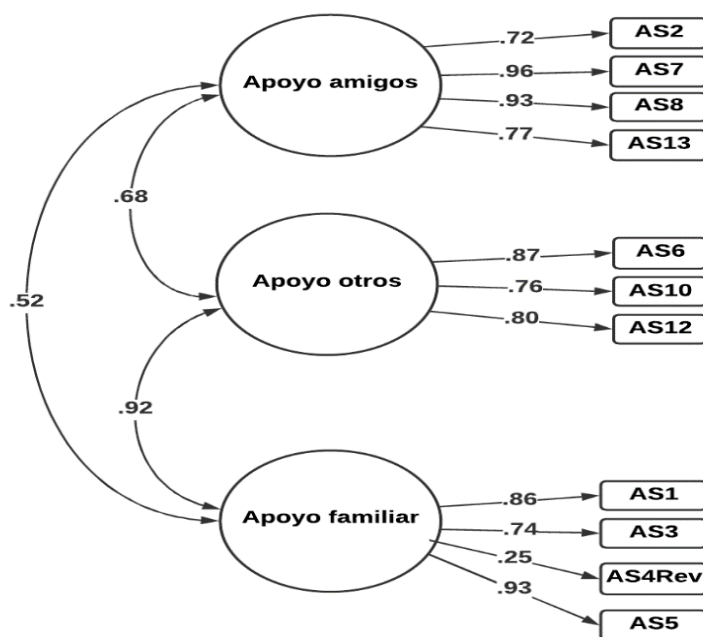 .72
AS2
Apoyo amigos
.96
AS7
.93
AS8
.77
AS13
.68
.87
AS6
Apoyo otros
.76
AS10
.80
AS12
.52
.92
.86
AS1
Apoyo familiar
.74
AS3
.25
AS4Rev
.93
AS5